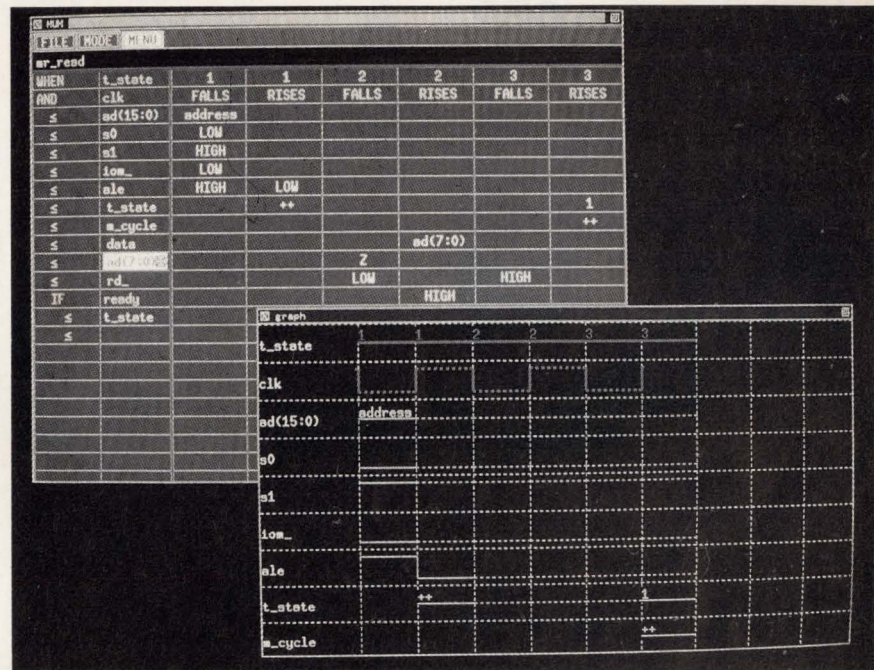 HUM
FILE MODE MENU
mr_read
WHEN t_state 1 1 2 2 3 3
AND clk FALLS RISES FALLS RISES FALLS RISES
≤ ad(15:0) address
≤ s0 LOW
≤ s1 HIGH
≤ iom_ LOW
≤ ale HIGH LOW
≤ t_state ++ 1
≤ m_cycle ++
≤ data ad(7:0)
≤ ad(7:0) Z
≤ rd_ LOW HIGH
IF ready HIGH
≤ t_state
≤
graph
t_state 1 1 2 2 3 3
clk
ad(15:0) address
s0
s1
iom_
ale
t_state ++ 1
m_cycle ++